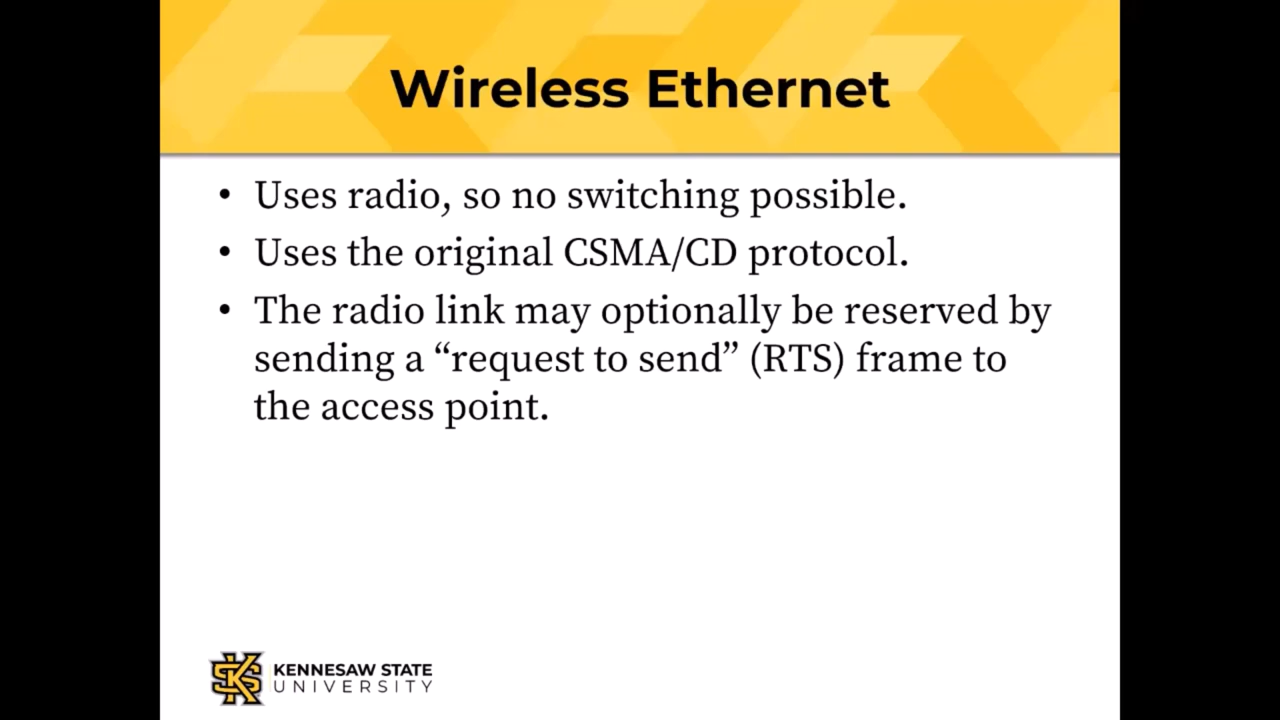 Wireless Ethernet
• Uses radio, so no switching possible.
• Uses the original CSMA/CD protocol.
• The radio link may optionally be reserved by
sending a “request to send” (RTS) frame to
the access point.
KS
KENNESAW STATE
UNIVERSITY